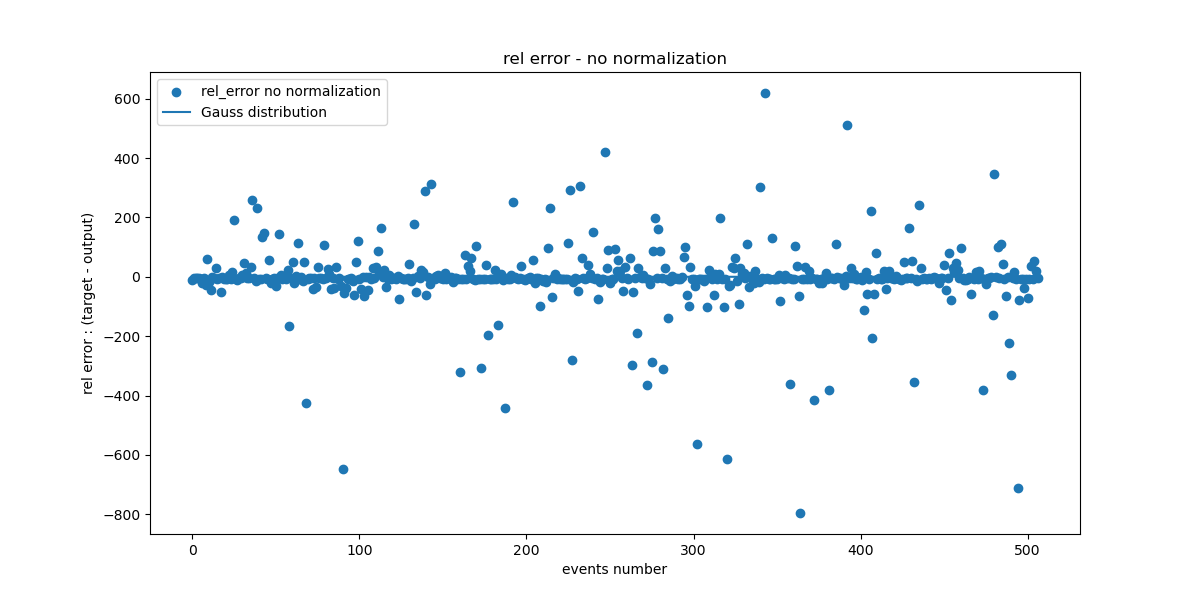 rel error - no normalization
rel_error no normalization
Gauss distribution
rel error : (target - output)
600
400
200
0
−200
−400
−600
−800
0
100
200
300
400
500
events number